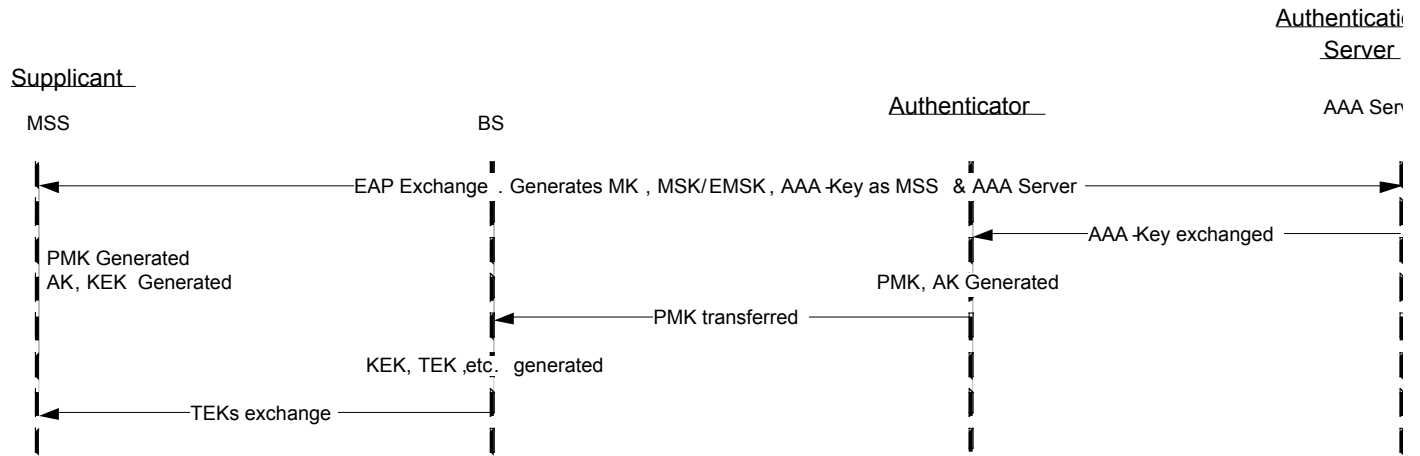 Authenticati
Server
Supplicant
Authenticator
AAA Serv
MSS
BS
EAP Exchange . Generates MK , MSK/EMSK , AAA-Key as MSS & AAA Server
AAA-Key exchanged
PMK Generated
AK, KEK Generated
PMK, AK Generated
PMK transferred
KEK, TEK ,etc. generated
TEKs exchange